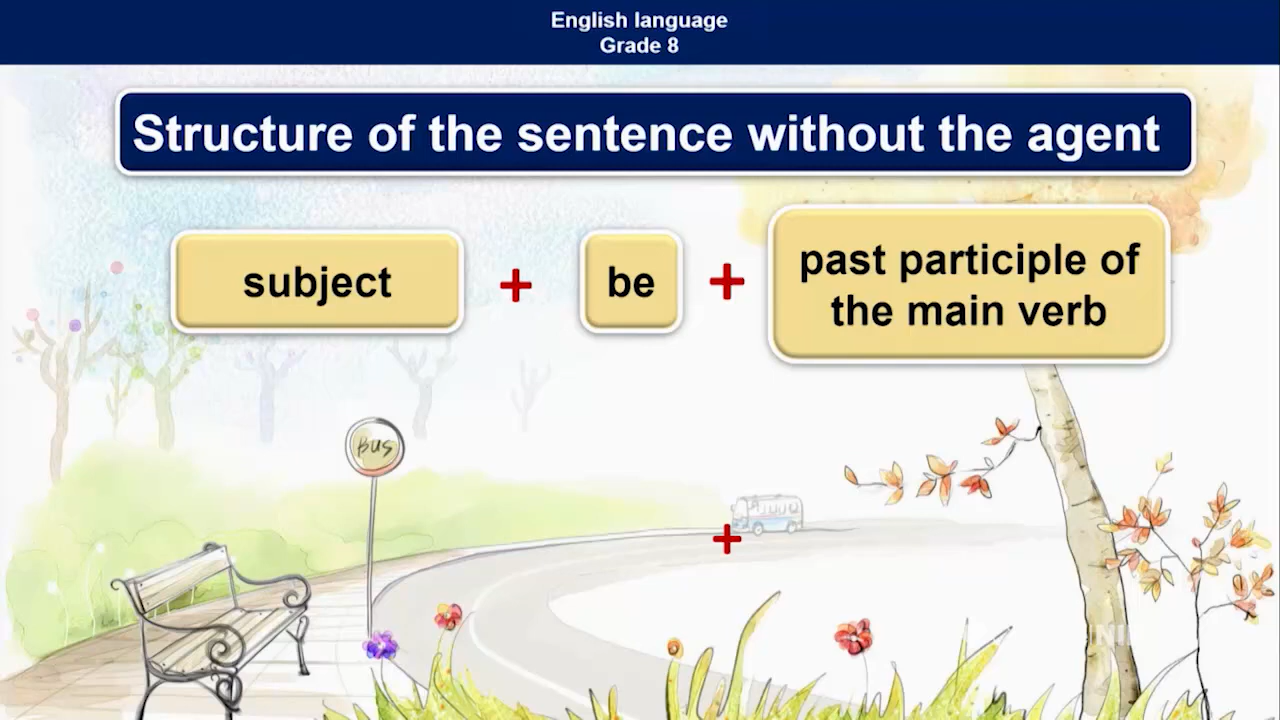 English language
Grade 8
Structure of the sentence without the agent
subject + be + past participle of
the main verb
BUS
+